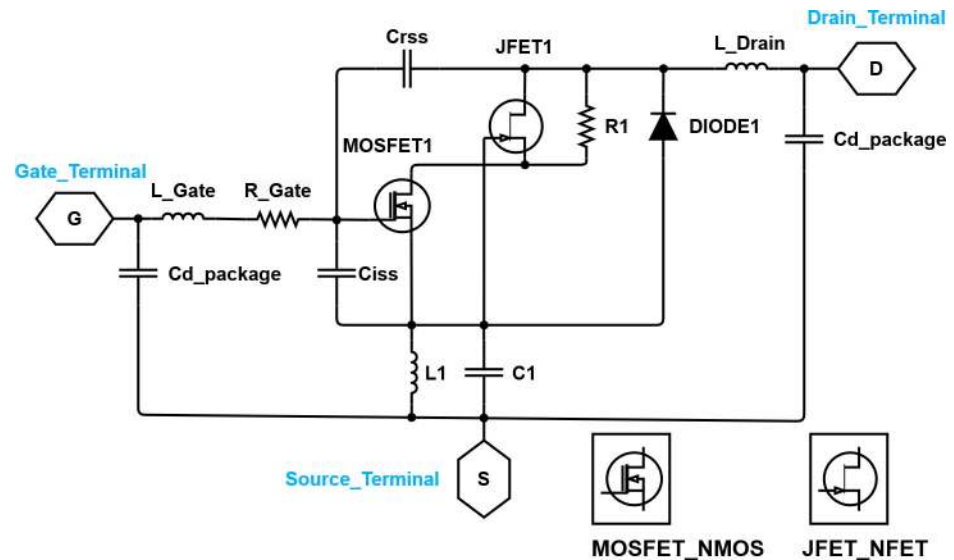 Drain_Terminal
Crss
JFET1
L_Drain
D
R1
DIODE1
Cd_package
MOSFET1
Gate_Terminal
L_Gate
R_Gate
G
Cd_package
Ciss
L1
C1
Source_Terminal
S
MOSFET_NMOS
JFET_NFET